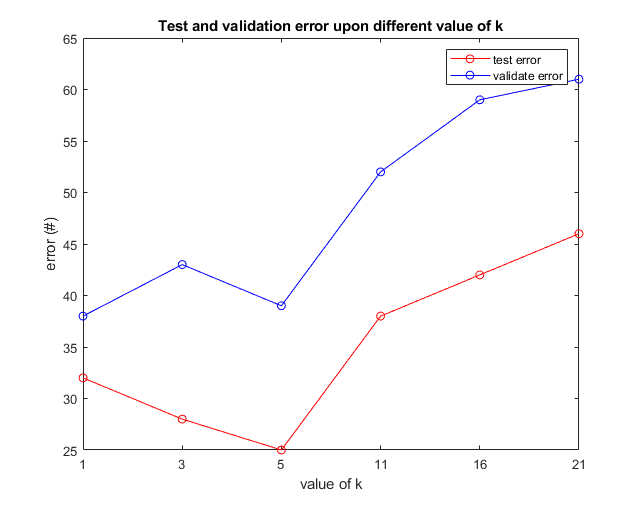 Test and validation error upon different value of k
65
60
55
50
45
40
35
30
25
error (#)
test error
validate error
1 3 5 11 16 21
value of k